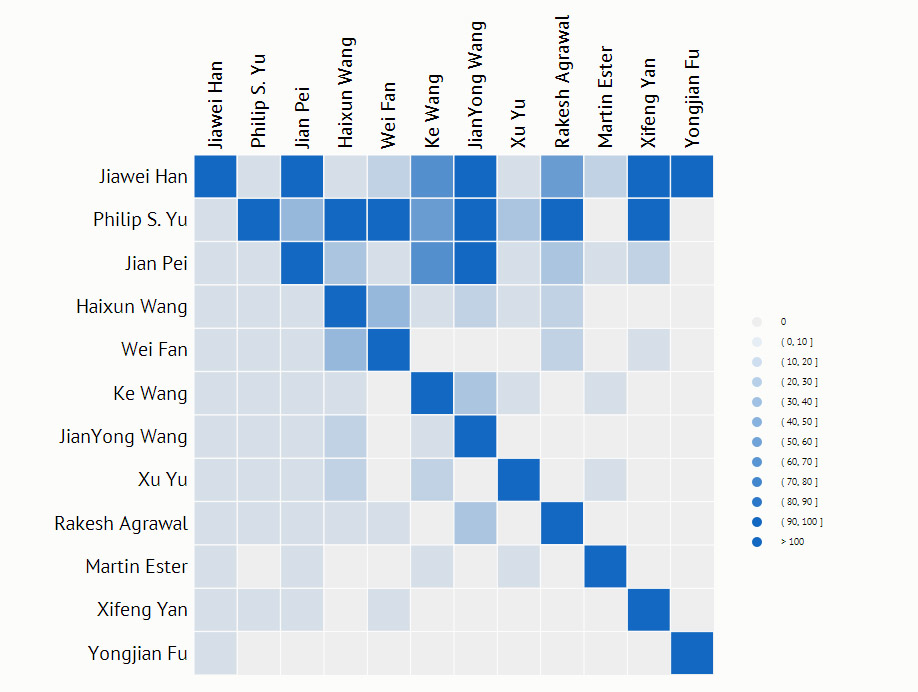 Jiawei Han
Philip S. Yu
Jian Pei
Haixun Wang
Wei Fan
Ke Wang
JianYong Wang
Xu Yu
Rakesh Agrawal
Martin Ester
Xifeng Yan
Yongjian Fu
Jiawei Han
Philip S. Yu
Jian Pei
Haixun Wang
Wei Fan
Ke Wang
JianYong Wang
Xu Yu
Rakesh Agrawal
Martin Ester
Xifeng Yan
Yongjian Fu
0
( 0, 10 ]
( 10, 20 ]
( 20, 30 ]
( 30, 40 ]
( 40, 50 ]
( 50, 60 ]
( 60, 70 ]
( 70, 80 ]
( 80, 90 ]
( 90, 100 ]
> 100